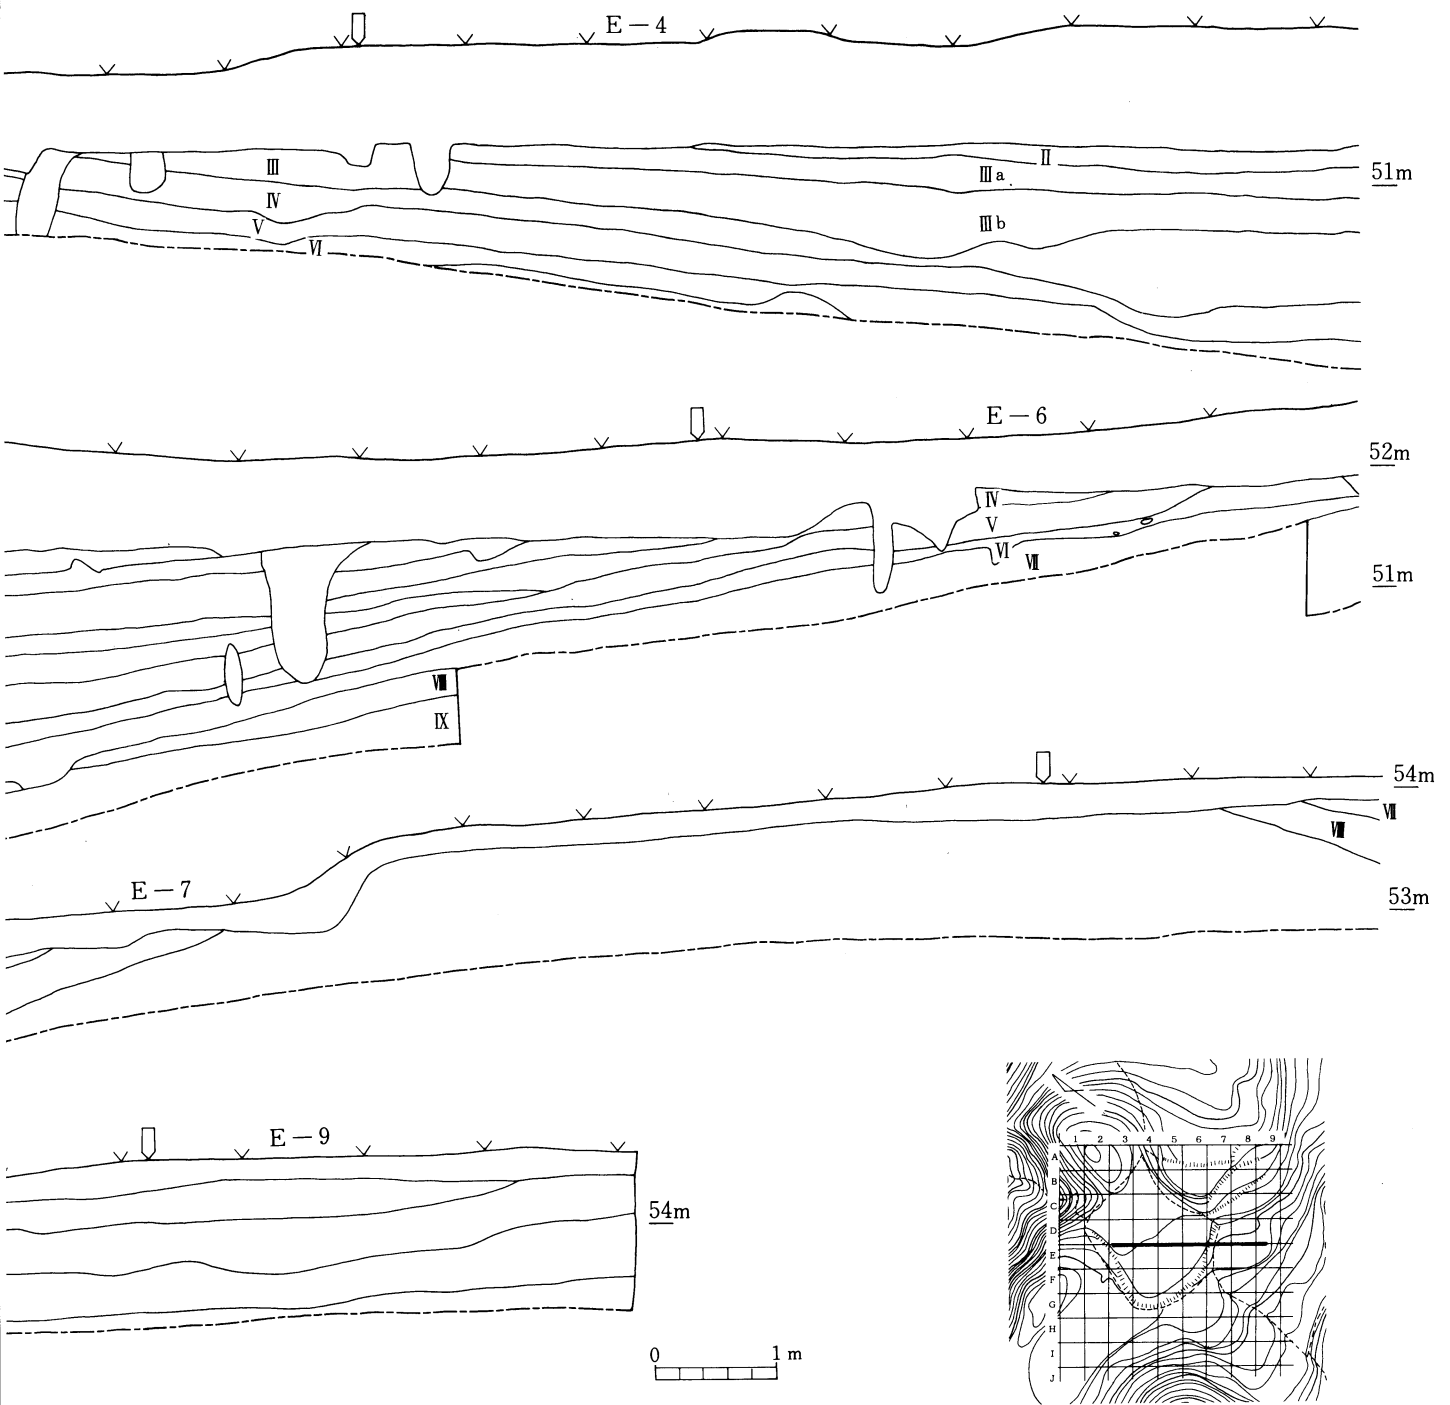 E－4
Ⅱ
Ⅲ
Ⅲa
51m
Ⅳ
Ⅲb
Ⅴ
Ⅵ
E－6
52m
Ⅳ
Ⅴ
Ⅵ
Ⅶ
51m
Ⅷ
Ⅸ
54m
Ⅶ
Ⅷ
E－7
53m
E－9
54m
0 1m
1 2 3 4 5 6 7 8 9
A
B
C
D
E
F
G
H
I
J